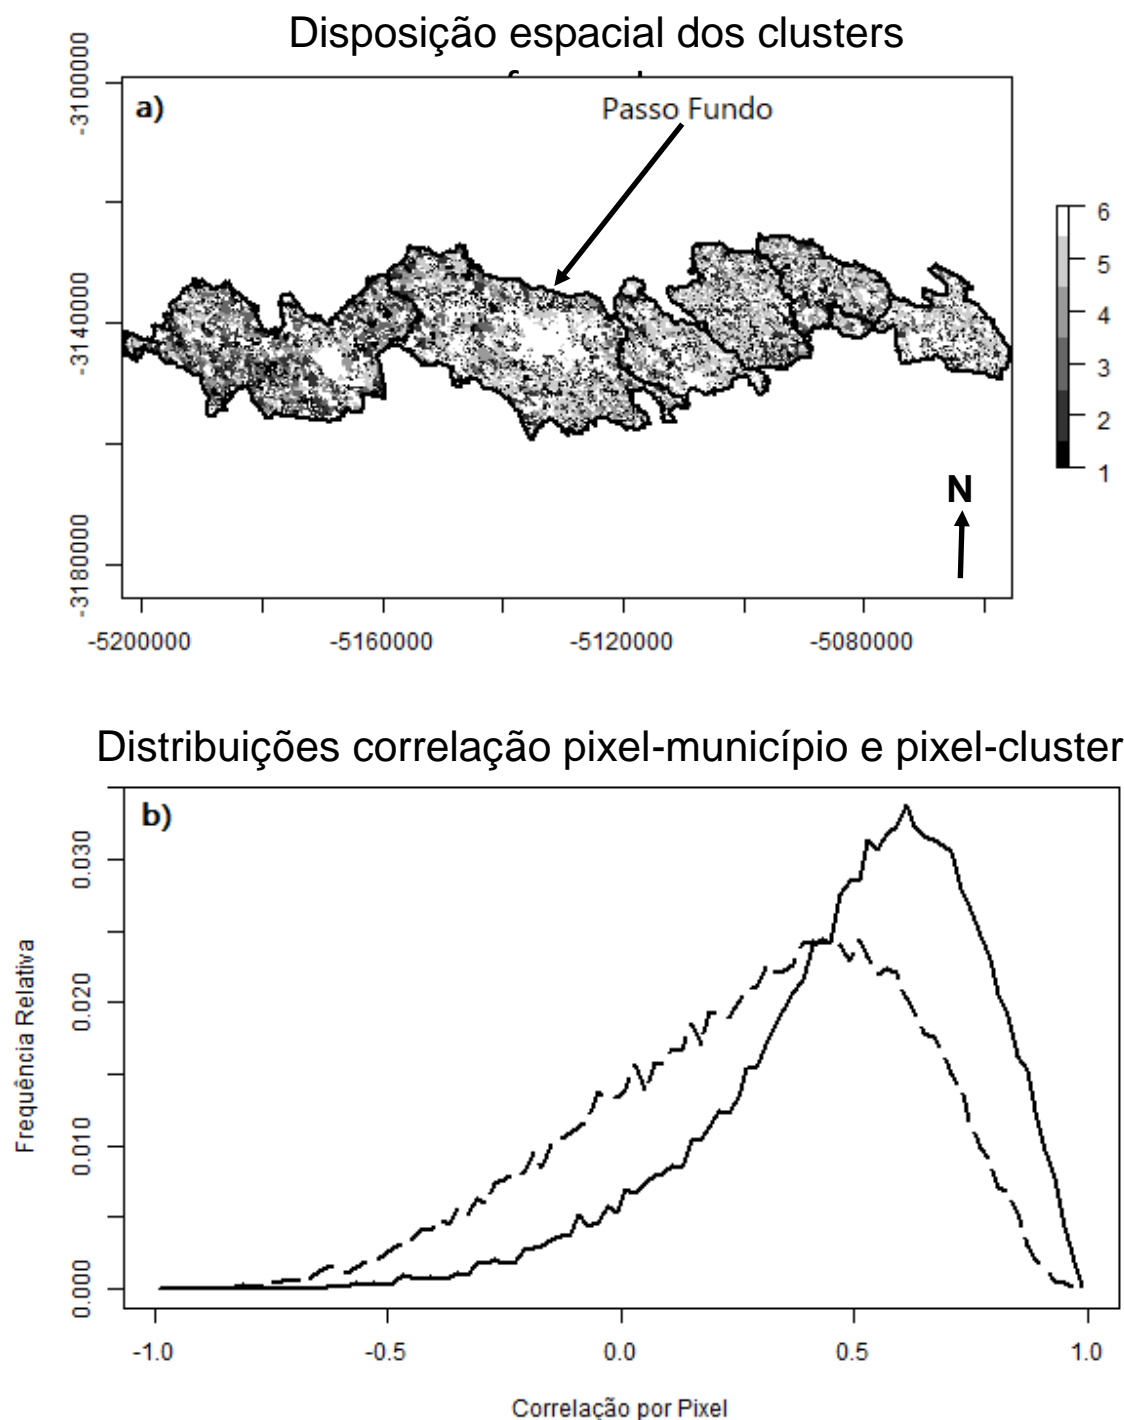 Disposição espacial dos clusters
a)
Passo Fundo
-3100000
-3140000
-3180000
-5200000
-5160000
-5120000
-5080000
6
5
4
3
2
1
N
Distribuições correlação pixel-município e pixel-cluster
b)
Frequência Relativa
0.030
0.020
0.010
0.000
-1.0
-0.5
0.0
0.5
1.0
Correlação por Pixel